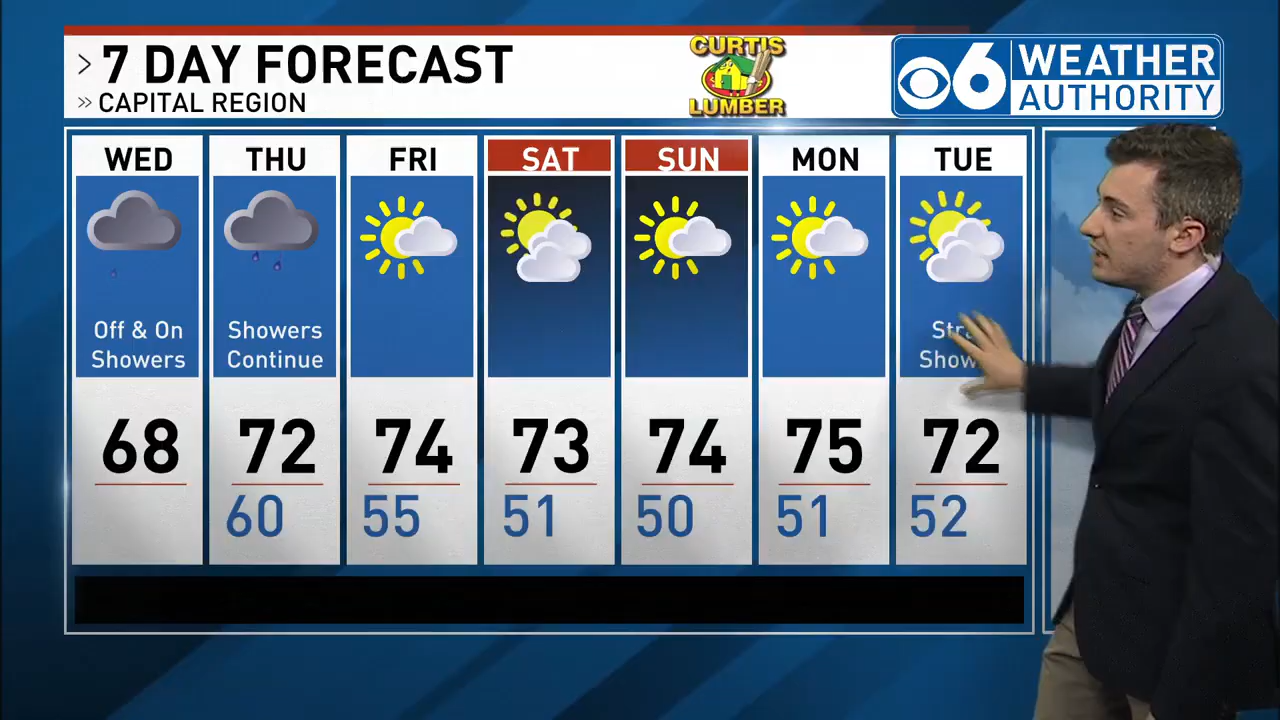 7 DAY FORECAST
CAPITAL REGION
CURTIS
LUMBER
6 WEATHER
AUTHORITY
WED THU FRI SAT SUN MON TUE
Off & On Showers
Showers Continue
68 72 74 73 74 75 72
60 55 51 50 51 52